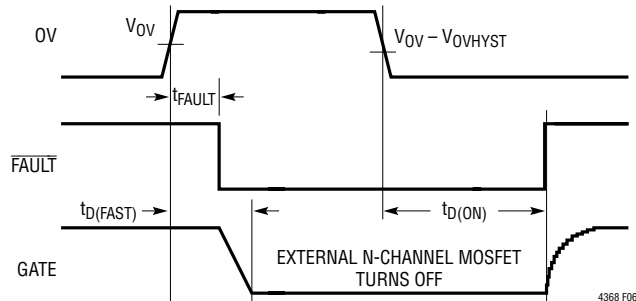 OV
V_OV
V_OV – V_OVHYST
t_FAULT
FAULT
t_D(FAST)
t_D(ON)
GATE
EXTERNAL N-CHANNEL MOSFET
TURNS OFF
4368 F06